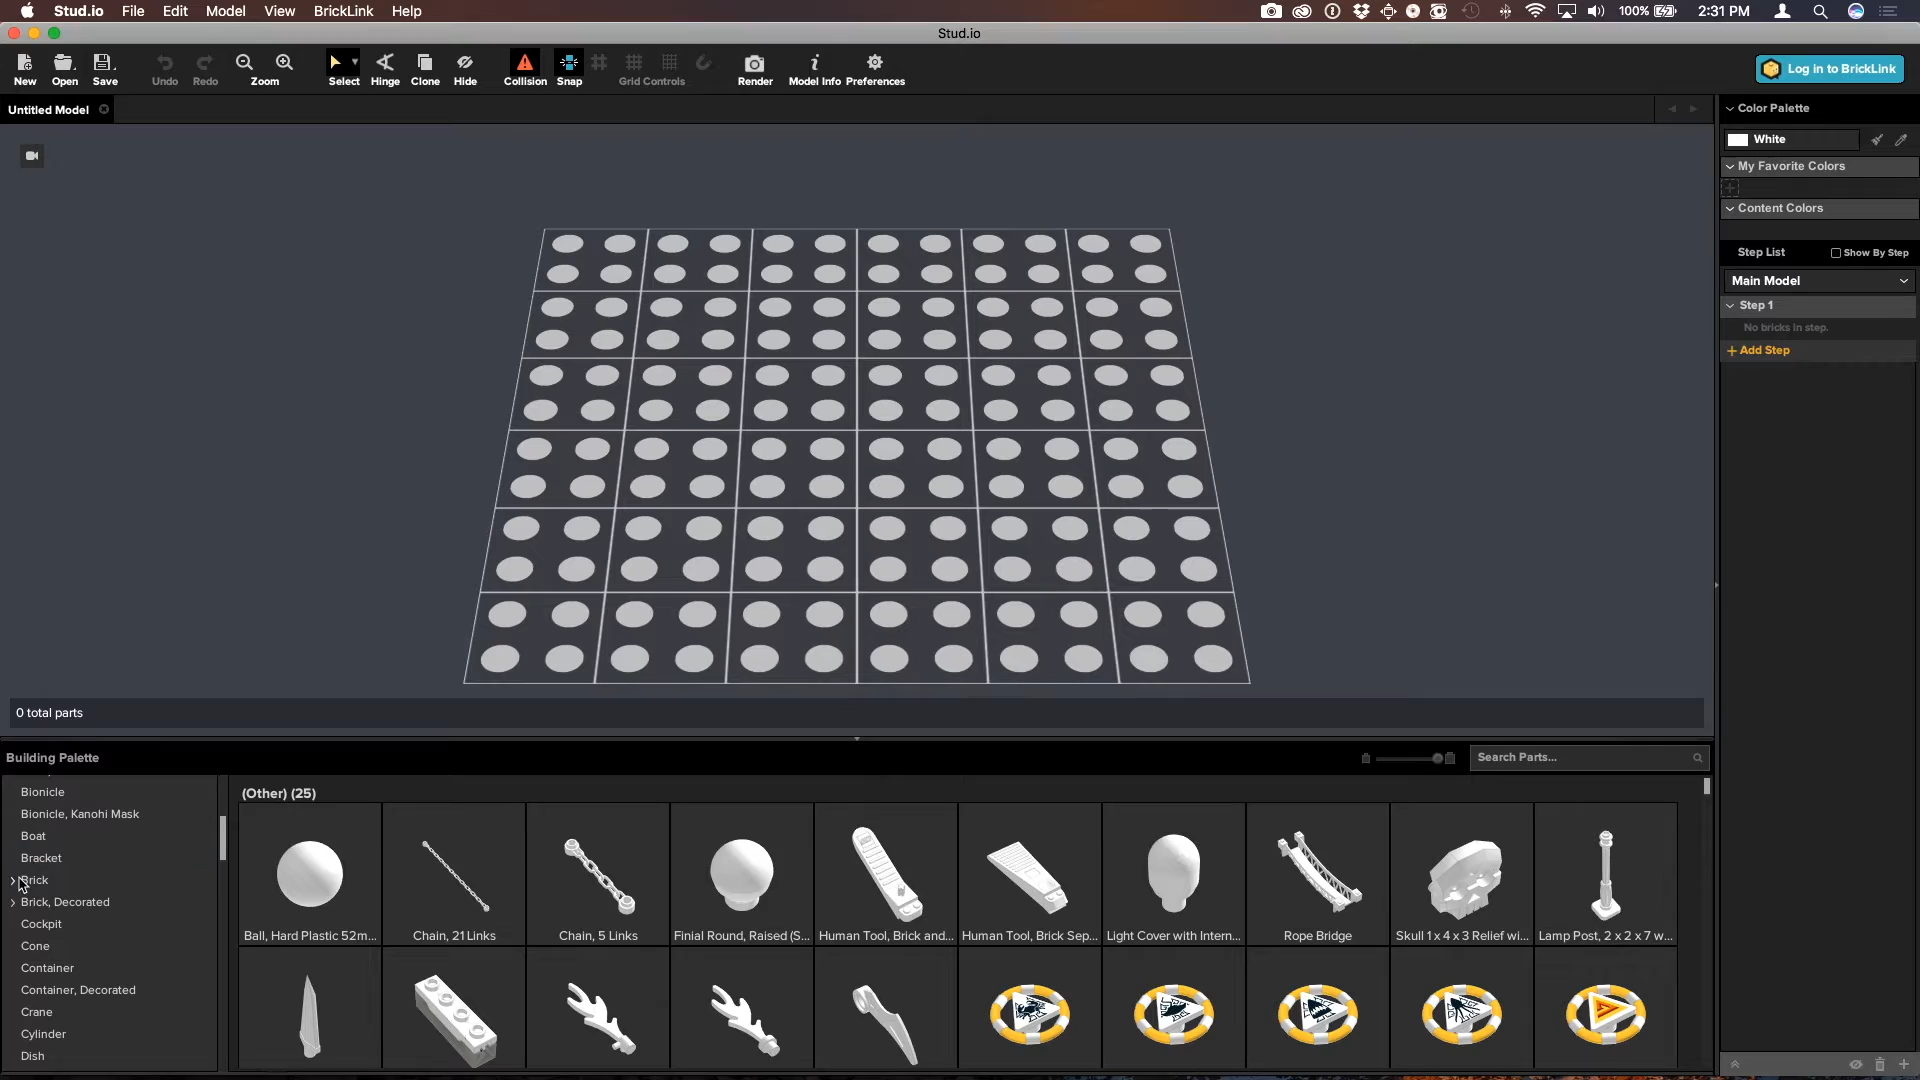 Stud.io File Edit Model View BrickLink Help 100% 2:31 PM
Stud.io
New Open Save Undo Redo Zoom Select Hinge Clone Hide Collision Snap Grid Controls Render Model Info Preferences Log in to BrickLink
Untitled Model
Color Palette
White
My Favorite Colors
Content Colors
Step List Show By Step
Main Model
Step 1
No bricks in step.
+ Add Step
0 total parts
Building Palette
Search Parts...
Bionicle
Bionicle, Kanohi Mask
Boat
Bracket
Brick
Brick, Decorated
Cockpit
Cone
Container
Container, Decorated
Crane
Cylinder
Dish
(Other) (25)
Ball, Hard Plastic 52m...
Chain, 21 Links
Chain, 5 Links
Finial Round, Raised (S...
Human Tool, Brick and...
Human Tool, Brick Sep...
Light Cover with Intern...
Rope Bridge
Skull 1 x 4 x 3 Relief wi...
Lamp Post, 2 x 2 x 7 w...